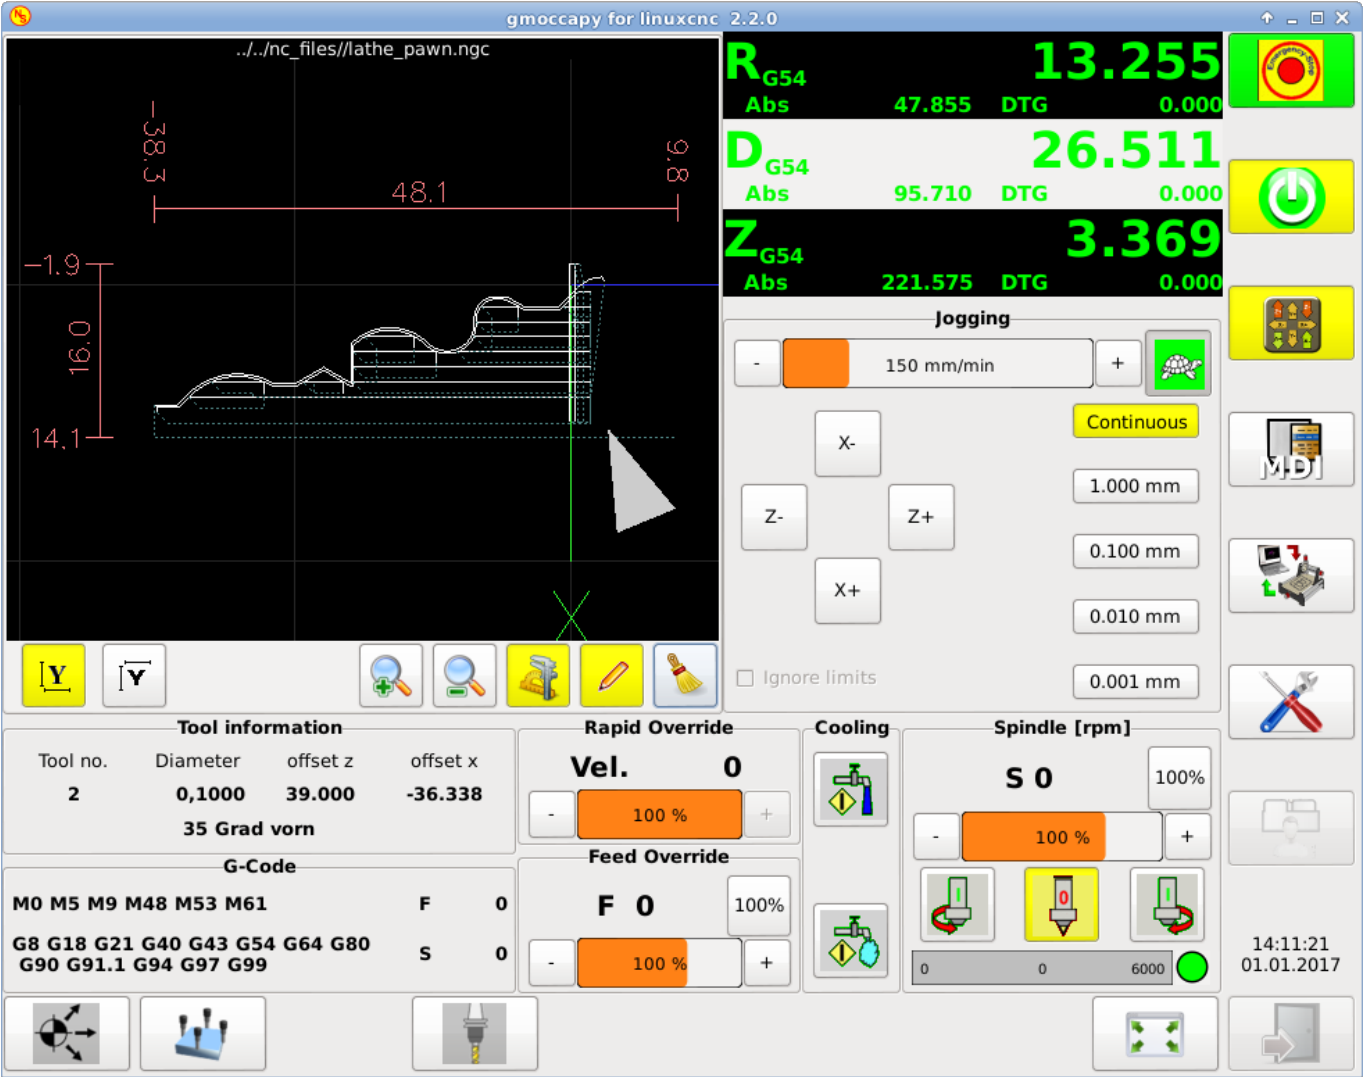 gmoccapy for linuxcnc 2.2.0
../../nc_files//lathe_pawn.ngc
-38.3
9.8
48.1
-1.9
16.0
14.1
R G54 13.255
Abs 47.855 DTG 0.000
D G54 26.511
Abs 95.710 DTG 0.000
Z G54 3.369
Abs 221.575 DTG 0.000
Emergency-Stop
Jogging
- 150 mm/min +
Continuous
X-
1.000 mm
Z- Z+
0.100 mm
X+
0.010 mm
Ignore limits
0.001 mm
MDI
Y Y
Tool information
Tool no. Diameter offset z offset x
2 0,1000 39.000 -36.338
35 Grad vorn
G-Code
M0 M5 M9 M48 M53 M61 F 0
G8 G18 G21 G40 G43 G54 G64 G80
G90 G91.1 G94 G97 G99
S 0
Rapid Override
Vel. 0
- 100 % +
Feed Override
F 0 100%
- 100 % +
Cooling
Spindle [rpm]
S 0 100%
- 100 % +
I 0 I
0 0 6000
14:11:21
01.01.2017
X